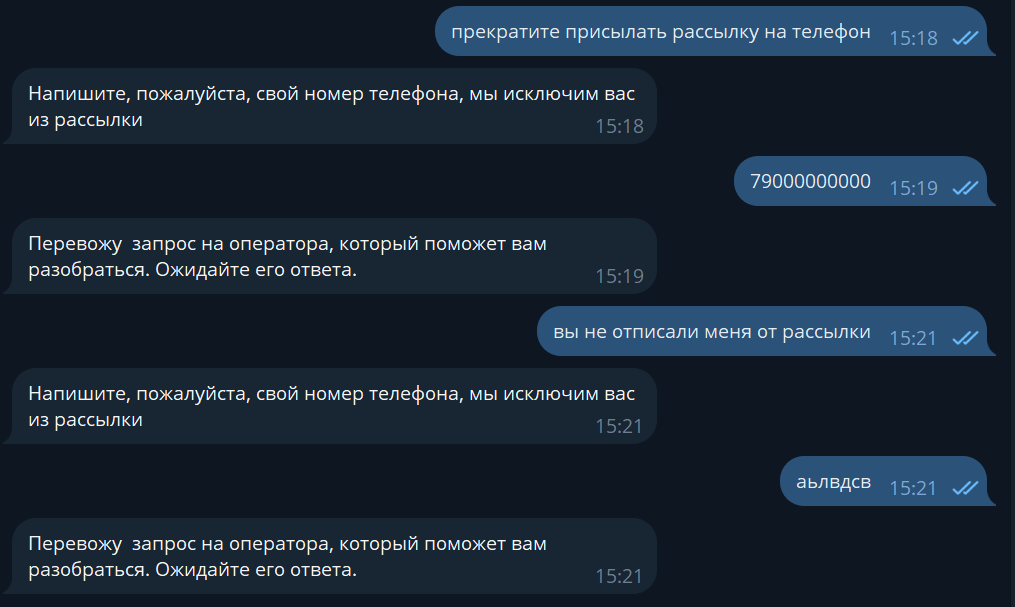 прекратите присылать рассылку на телефон 15:18
Напишите, пожалуйста, свой номер телефона, мы исключим вас
из рассылки 15:18
79000000000 15:19
Перевожу  запрос на оператора, который поможет вам
разобраться. Ожидайте его ответа. 15:19
вы не отписали меня от рассылки 15:21
Напишите, пожалуйста, свой номер телефона, мы исключим вас
из рассылки 15:21
аьлвдсв 15:21
Перевожу  запрос на оператора, который поможет вам
разобраться. Ожидайте его ответа. 15:21